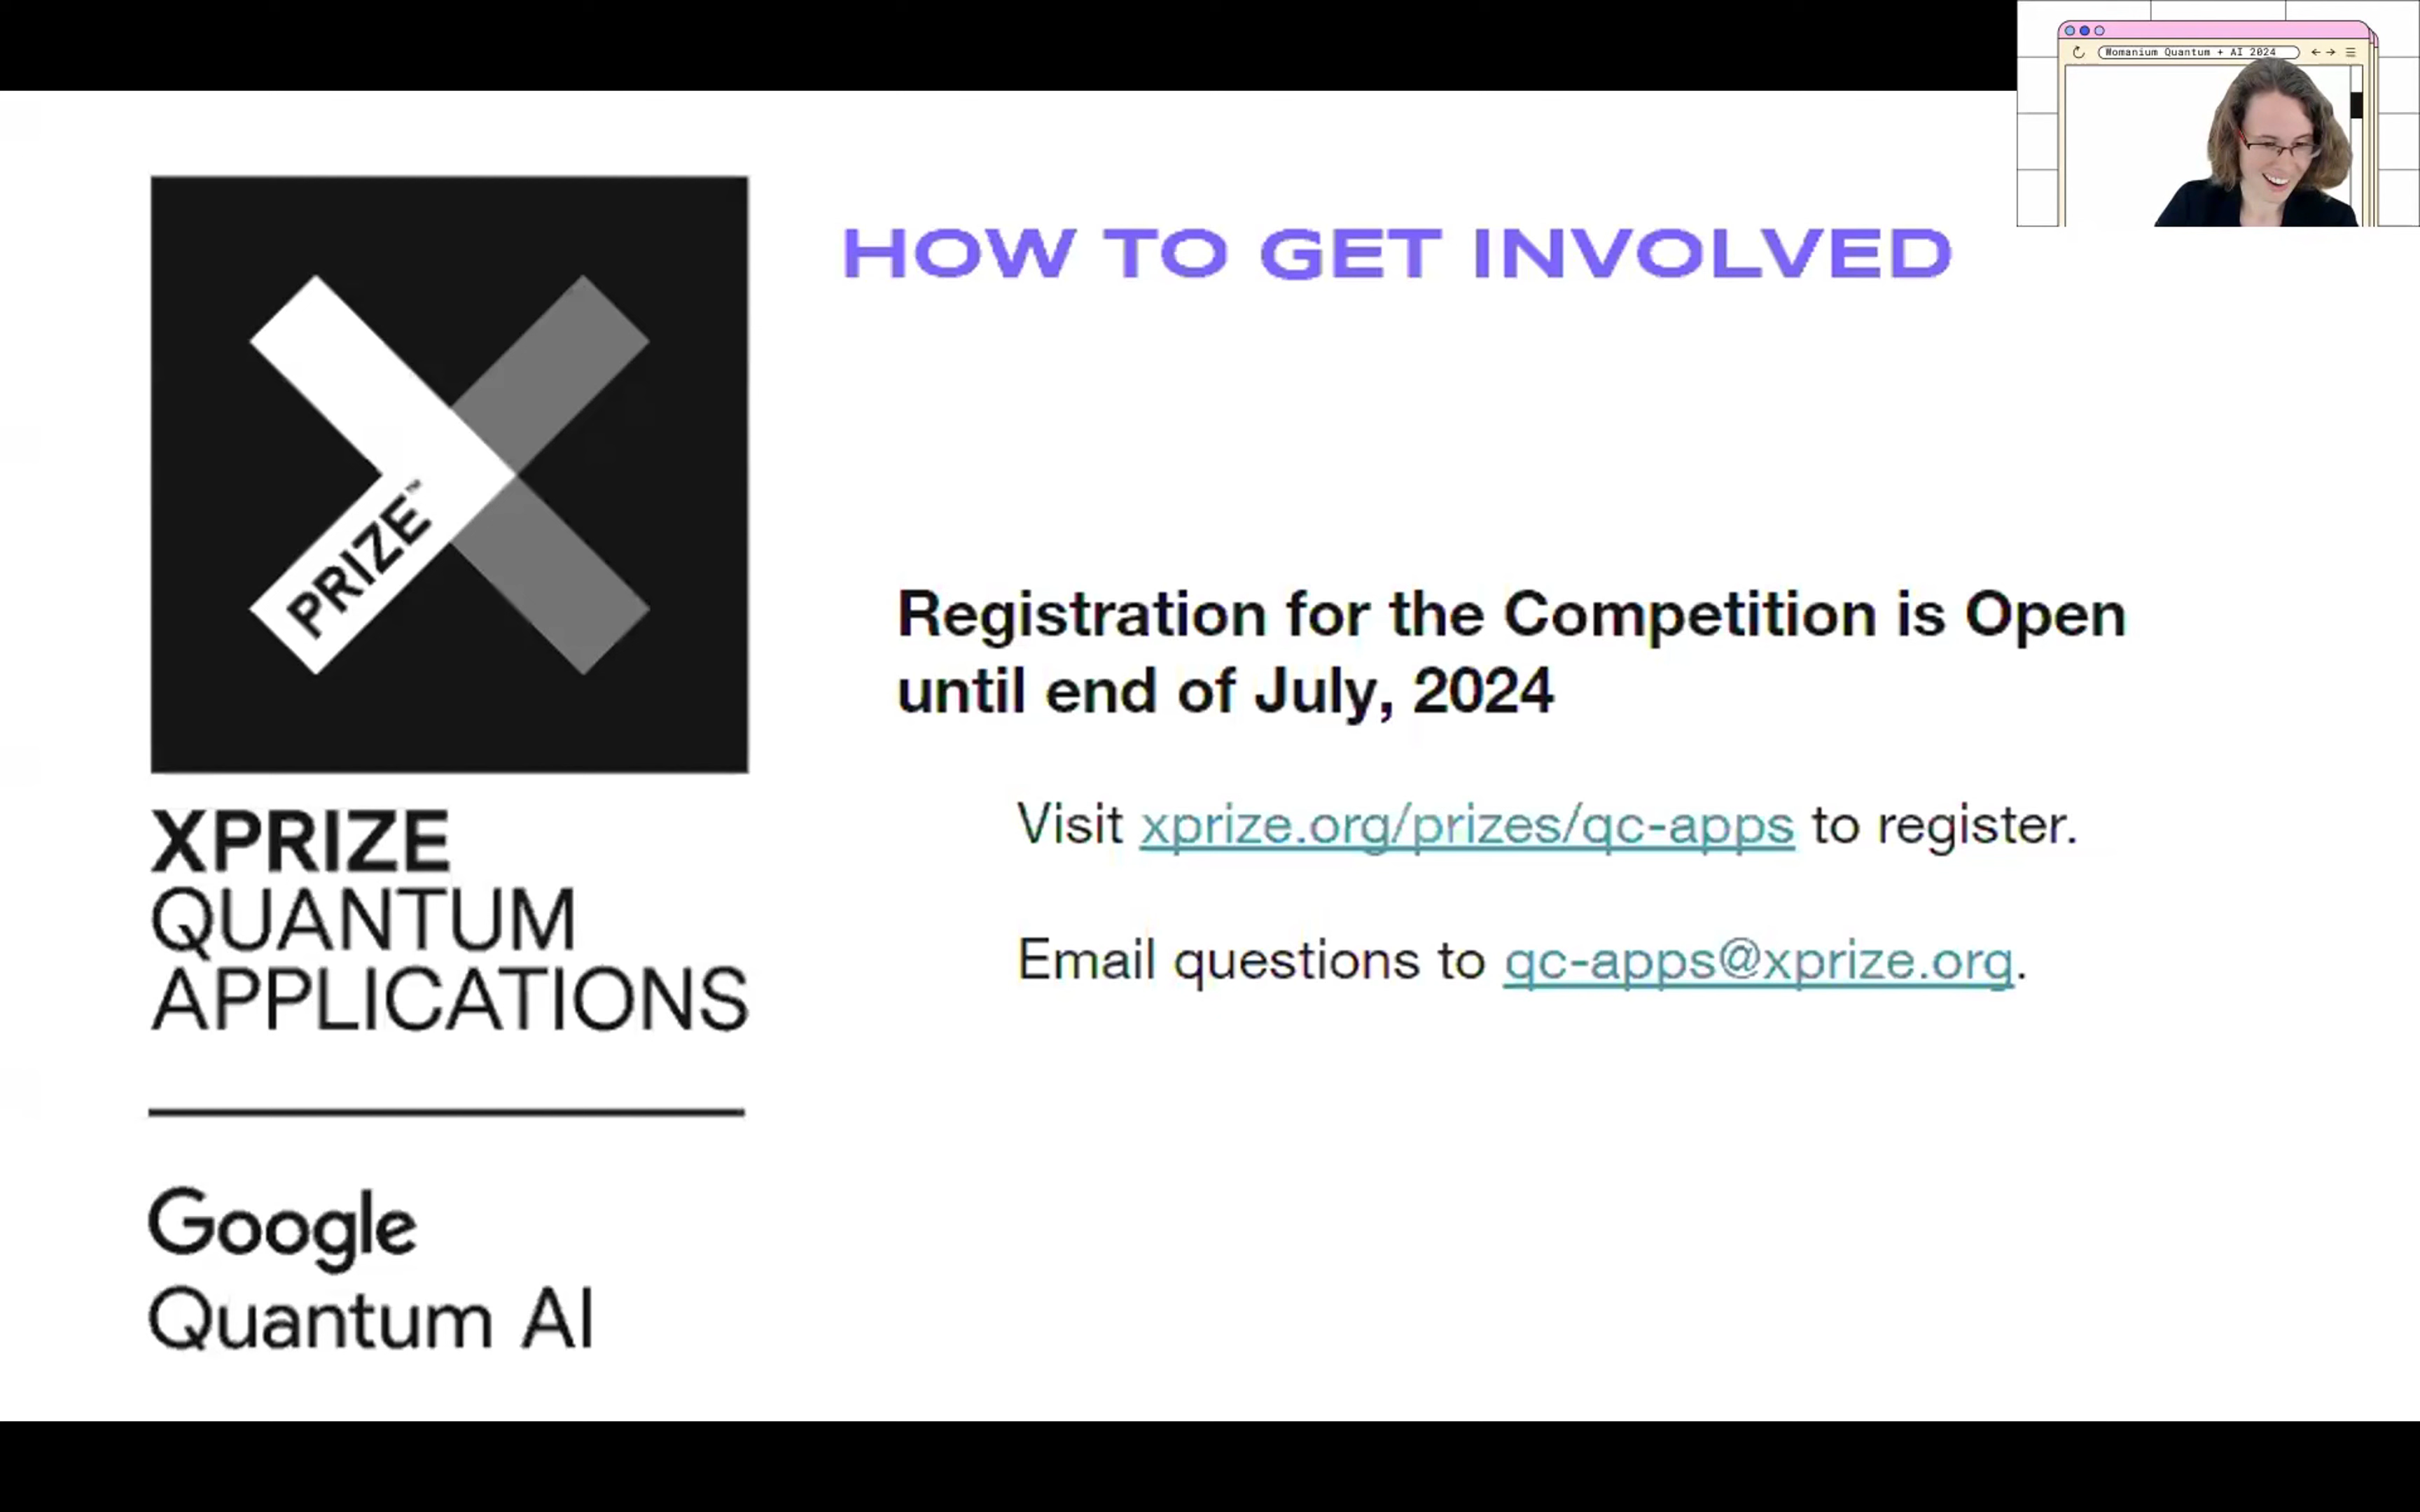 Womanium Quantum + AI 2024
HOW TO GET INVOLVED
PRIZE™
Registration for the Competition is Open
until end of July, 2024
Visit xprize.org/prizes/qc-apps to register.
Email questions to qc-apps@xprize.org.
XPRIZE
QUANTUM
APPLICATIONS
Google
Quantum AI